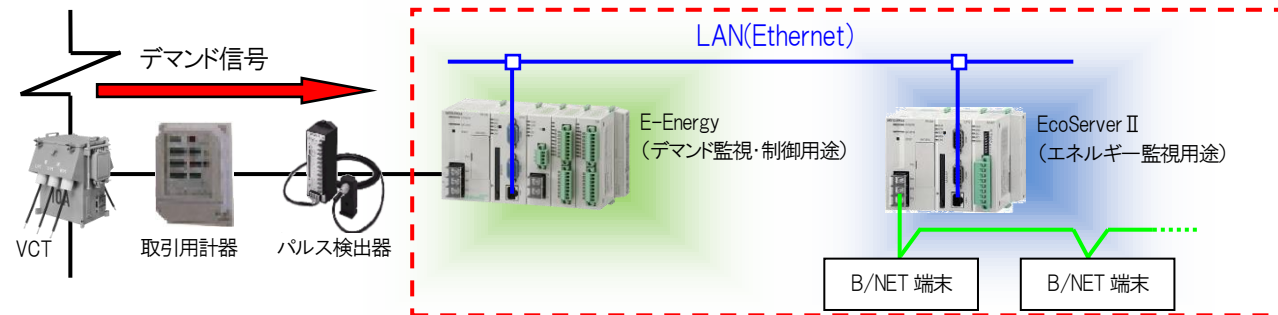 デマンド信号
LAN(Ethernet)
E-Energy
(デマンド監視・制御用途)
EcoServerⅡ
(エネルギー監視用途)
10A
VCT
取引用計器
パルス検出器
B/NET 端末
B/NET 端末